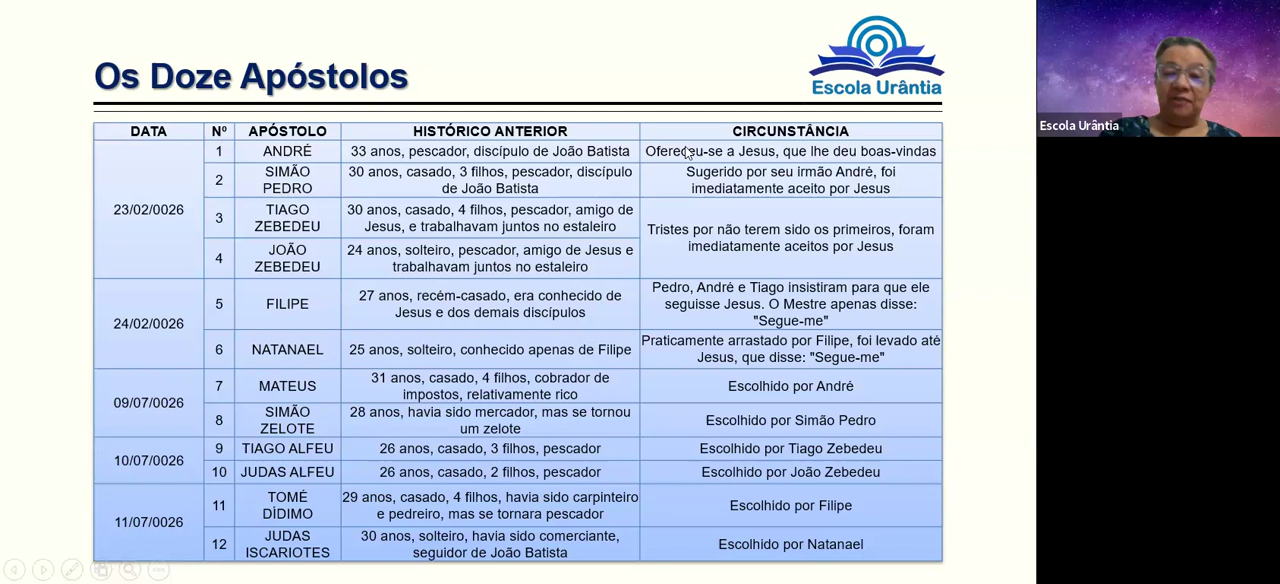 Os Doze Apóstolos
Escola Urântia
Escola Urântia
DATA Nº APÓSTOLO HISTÓRICO ANTERIOR CIRCUNSTÂNCIA
23/02/0026
1 ANDRÉ 33 anos, pescador, discípulo de João Batista Ofereceu-se a Jesus, que lhe deu boas-vindas
2 SIMÃO
PEDRO
30 anos, casado, 3 filhos, pescador, discípulo
de João Batista
Sugerido por seu irmão André, foi
imediatamente aceito por Jesus
3 TIAGO
ZEBEDEU
30 anos, casado, 4 filhos, pescador, amigo de
Jesus, e trabalhavam juntos no estaleiro
Tristes por não terem sido os primeiros, foram
imediatamente aceitos por Jesus
4 JOÃO
ZEBEDEU
24 anos, solteiro, pescador, amigo de Jesus e
trabalhavam juntos no estaleiro
24/02/0026
5 FILIPE
27 anos, recém-casado, era conhecido de
Jesus e dos demais discípulos
Pedro, André e Tiago insistiram para que ele
seguisse Jesus. O Mestre apenas disse:
"Segue-me"
6 NATANAEL 25 anos, solteiro, conhecido apenas de Filipe
Praticamente arrastado por Filipe, foi levado até
Jesus, que disse: "Segue-me"
09/07/0026
7 MATEUS
31 anos, casado, 4 filhos, cobrador de
impostos, relativamente rico
Escolhido por André
8 SIMÃO
ZELOTE
28 anos, havia sido mercador, mas se tornou
um zelote
Escolhido por Simão Pedro
10/07/0026
9 TIAGO ALFEU 26 anos, casado, 3 filhos, pescador Escolhido por Tiago Zebedeu
10 JUDAS ALFEU 26 anos, casado, 2 filhos, pescador Escolhido por João Zebedeu
11/07/0026
11 TOMÉ
DÍDIMO
29 anos, casado, 4 filhos, havia sido carpinteiro
e pedreiro, mas se tornara pescador
Escolhido por Filipe
12 JUDAS
ISCARIOTES
30 anos, solteiro, havia sido comerciante,
seguidor de João Batista
Escolhido por Natanael